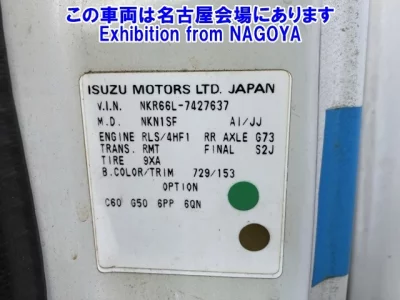 この車両は名古屋会場にあります
Exhibition from NAGOYA
ISUZU MOTORS LTD. JAPAN
V.I.N. NKR66L-7427637
M.D. NKN1SF AI/JJ
ENGINE RLS/4HF1 RR AXLE G73
TRANS. RMT FINAL S2J
TIRE 9XA
B.COLOR/TRIM 729/153
OPTION
C60 G50 6PP 6QN